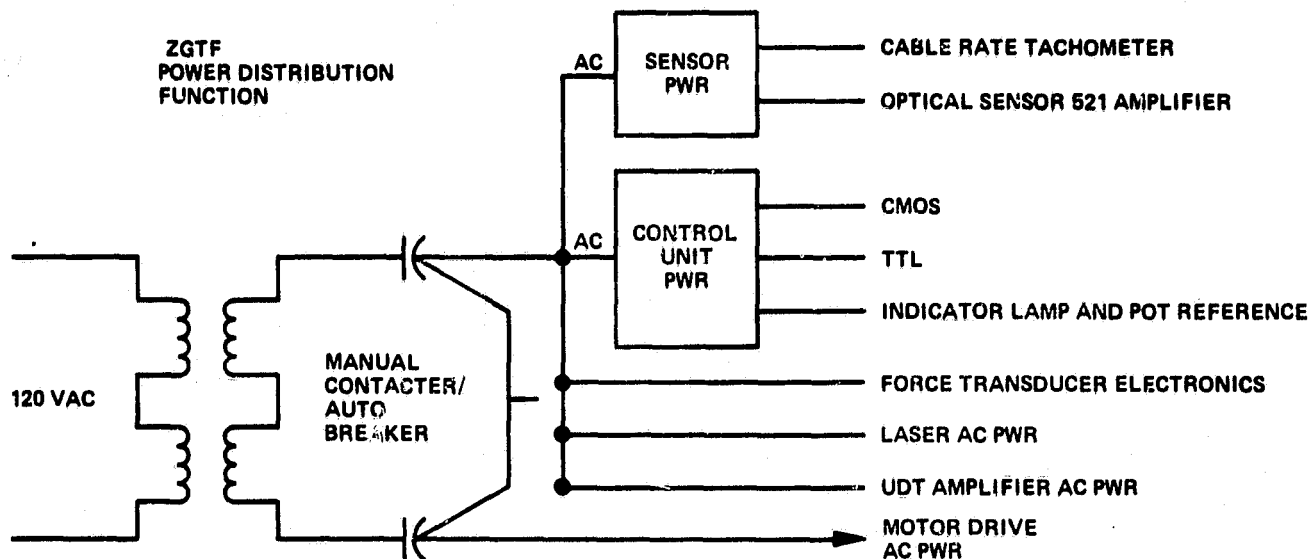 ZGTF
POWER DISTRIBUTION
FUNCTION
AC
SENSOR
PWR
CABLE RATE TACHOMETER
OPTICAL SENSOR 521 AMPLIFIER
AC
CONTROL
UNIT
PWR
CMOS
TTL
INDICATOR LAMP AND POT REFERENCE
120 VAC
MANUAL
CONTACTER/
AUTO
BREAKER
FORCE TRANSDUCER ELECTRONICS
LASER AC PWR
UDT AMPLIFIER AC PWR
MOTOR DRIVE
AC PWR